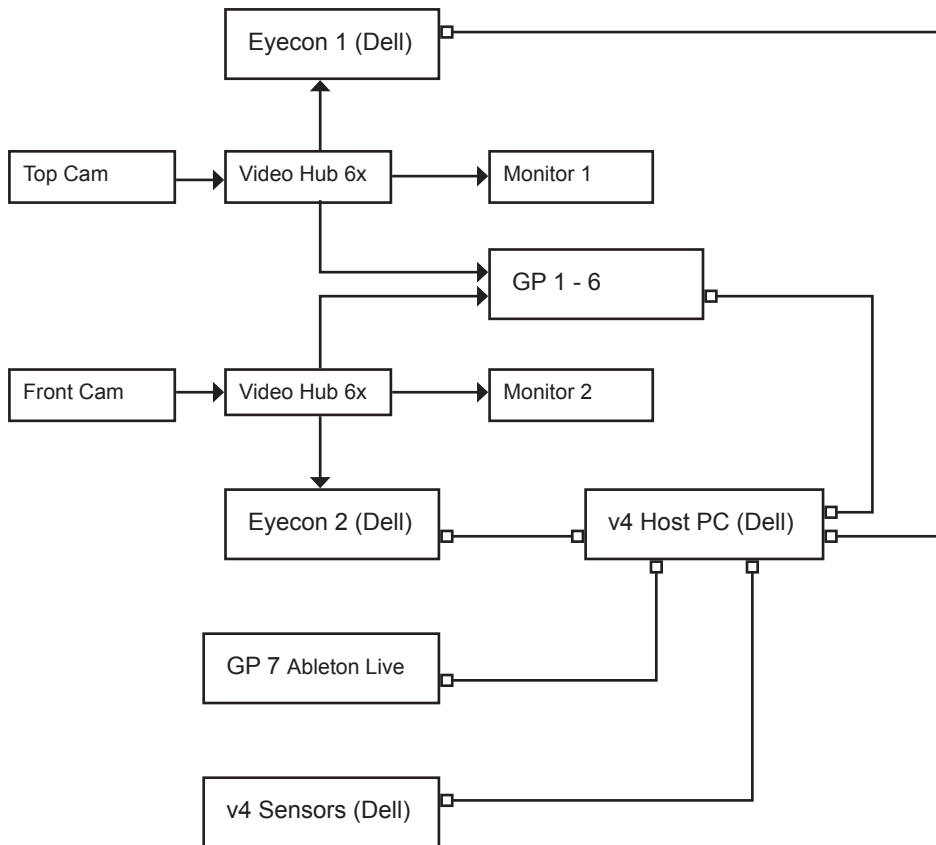 Eyecon 1 (Dell)
Top Cam
Video Hub 6x
Monitor 1
GP 1 - 6
Front Cam
Video Hub 6x
Monitor 2
Eyecon 2 (Dell)
v4 Host PC (Dell)
GP 7 Ableton Live
v4 Sensors (Dell)